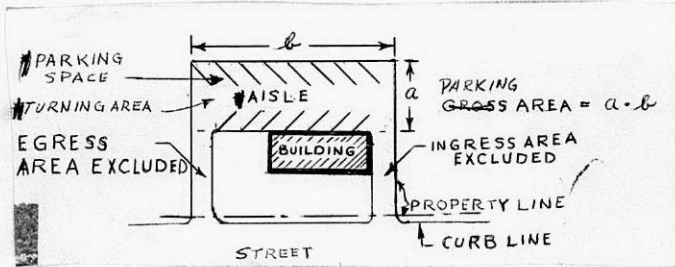 b
PARKING
SPACE
TURNING AREA
AISLE
a
PARKING
GROSS AREA = a · b
EGRESS
AREA EXCLUDED
BUILDING
INGRESS AREA
EXCLUDED
PROPERTY LINE
CURB LINE
STREET